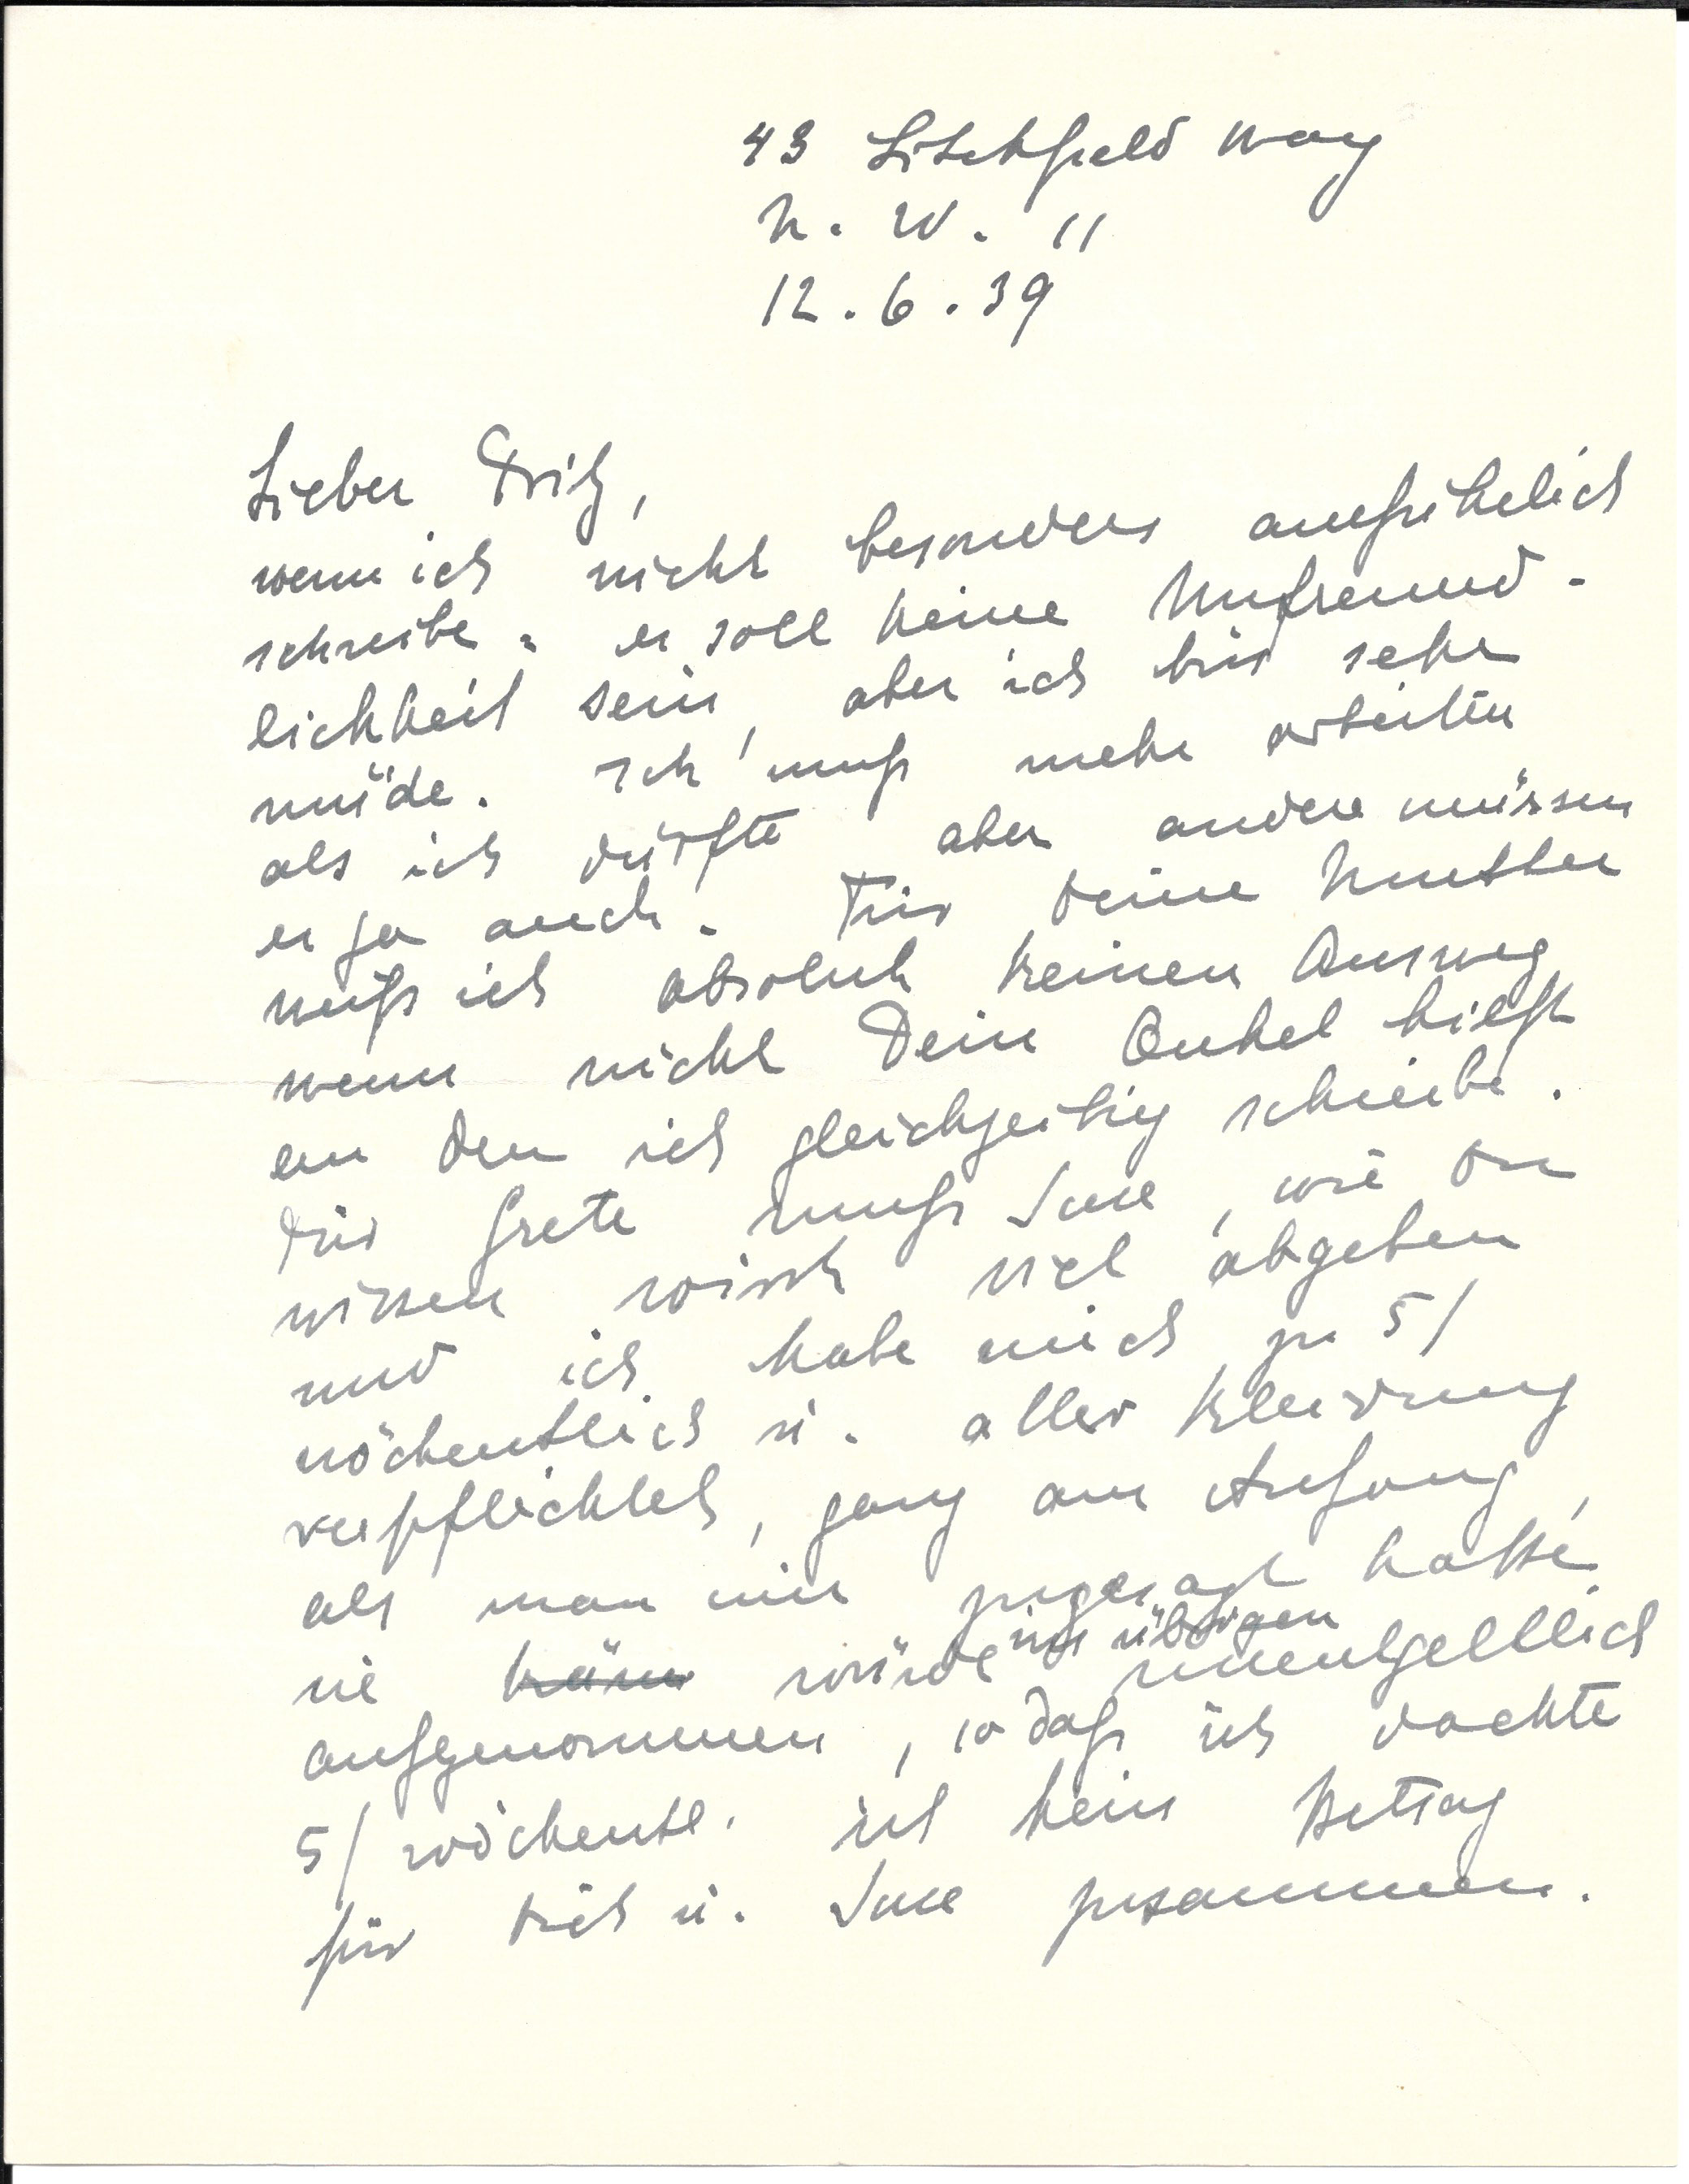 43 Litchfield Way
N. W. 11
12.6.39
Lieber Fritz,
wenn ich nicht besonders ausführlich
schreibe: es soll keine Unfreund-
lichkeit sein, aber ich bin sehr
müde. Ich muß mehr arbeiten
als ich dürfte, aber andere müssen
es ja auch. Für Deine Mutter
weiß ich absolut keinen Ausweg
wenn nicht Dein Onkel hilft
an den ich gleichzeitig schreibe.
Für Grete muß Suse, wie Du
wissen wirst viel abgeben
und ich habe mich zu 5/
wöchentlich u. aller Kleidung
verpflichtet, ganz am Anfang,
als man mir zugesagt hatte
sie käm würde im übrigen unentgeltlich
aufgenommen, so daß ich dachte
5/ wöchentl. ist kein Betrag
für Dich u. Suse zusammen.